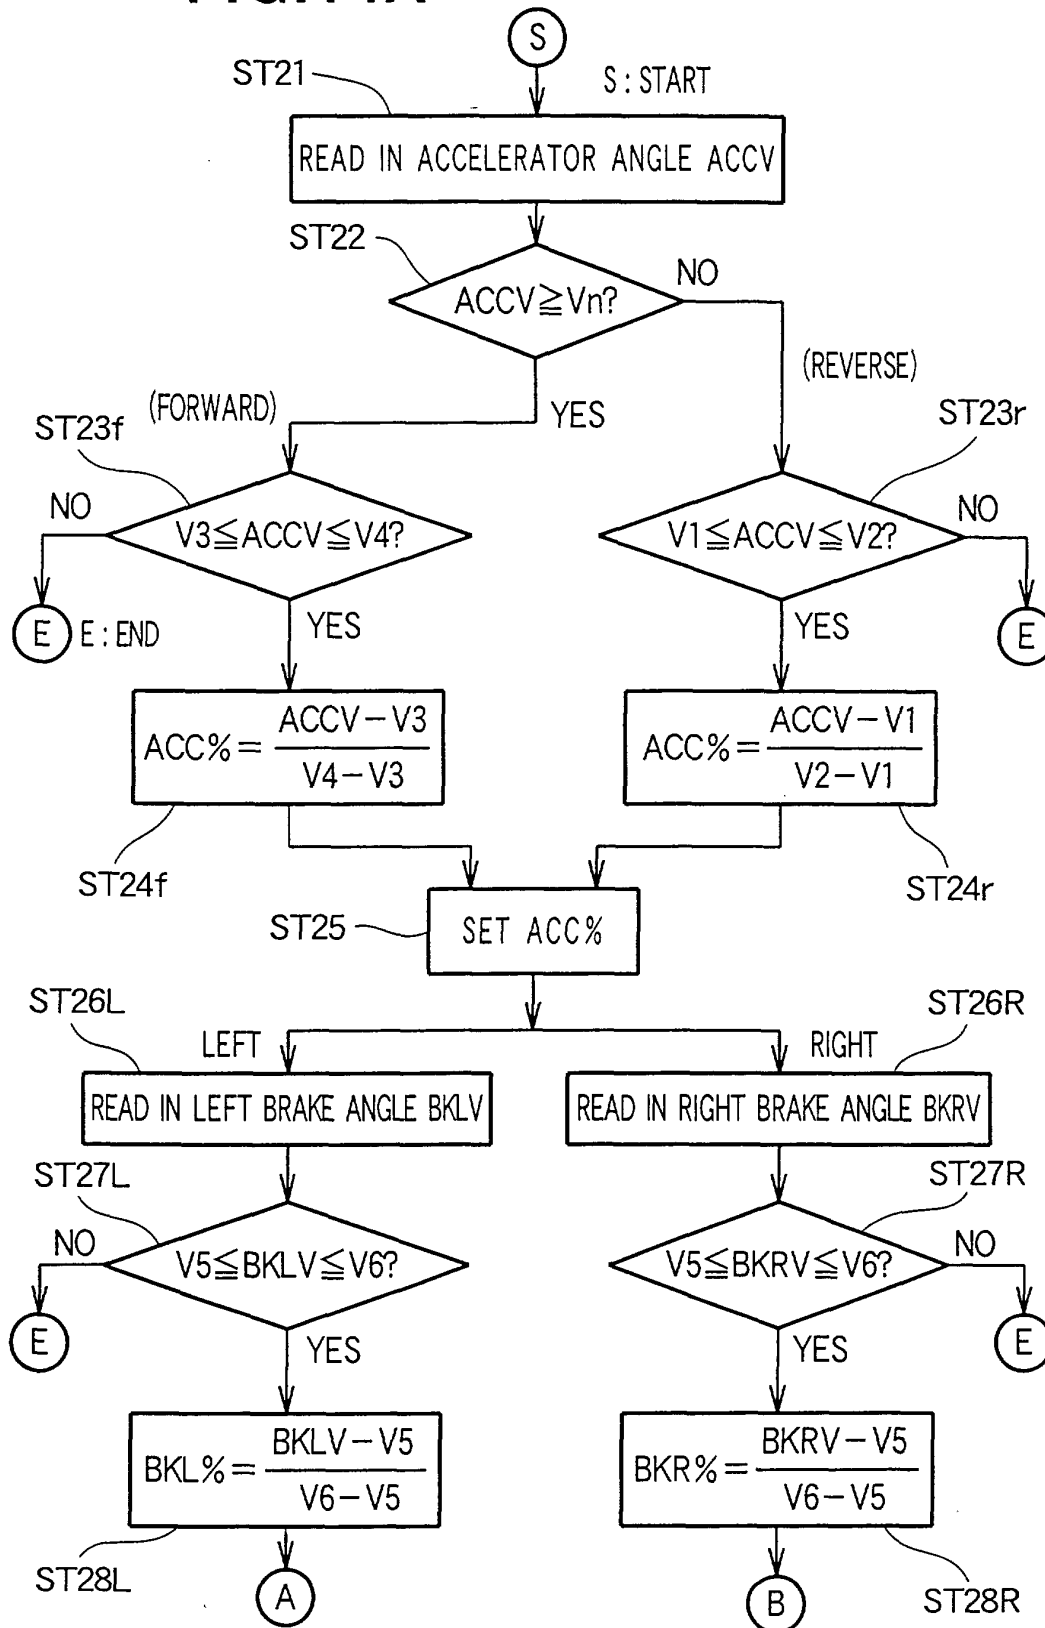 S
ST21
S : START
READ IN ACCELERATOR ANGLE ACCV
ST22
NO
ACCV≧Vn?
(REVERSE)
(FORWARD)
YES
ST23f
ST23r
NO
V3≦ACCV≦V4?
V1≦ACCV≦V2?
NO
E
E : END
YES
YES
E
ACC% = ACCV-V3 / V4-V3
ACC% = ACCV-V1 / V2-V1
ST24f
ST24r
ST25
SET ACC%
ST26L
ST26R
LEFT
RIGHT
READ IN LEFT BRAKE ANGLE BKLV
READ IN RIGHT BRAKE ANGLE BKRV
ST27L
ST27R
NO
V5≦BKLV≦V6?
V5≦BKRV≦V6?
NO
E
YES
YES
E
BKL% = BKLV-V5 / V6-V5
BKR% = BKRV-V5 / V6-V5
ST28L
A
B
ST28R